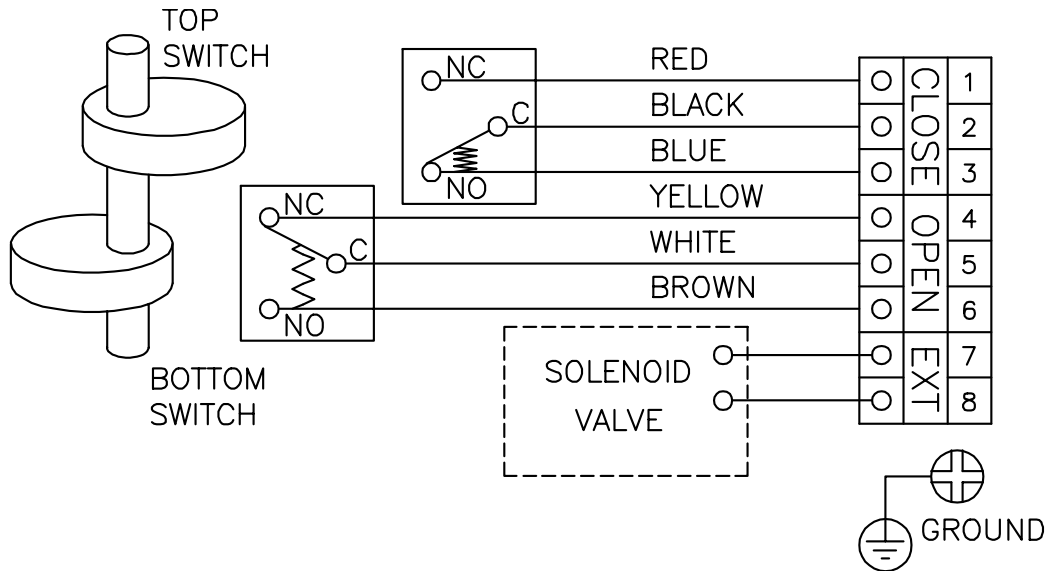 TOP
SWITCH
NC
C
NO
NC
C
NO
RED
BLACK
BLUE
YELLOW
WHITE
BROWN
CLOSE
OPEN
EXT
1
2
3
4
5
6
7
8
SOLENOID
VALVE
BOTTOM
SWITCH
GROUND